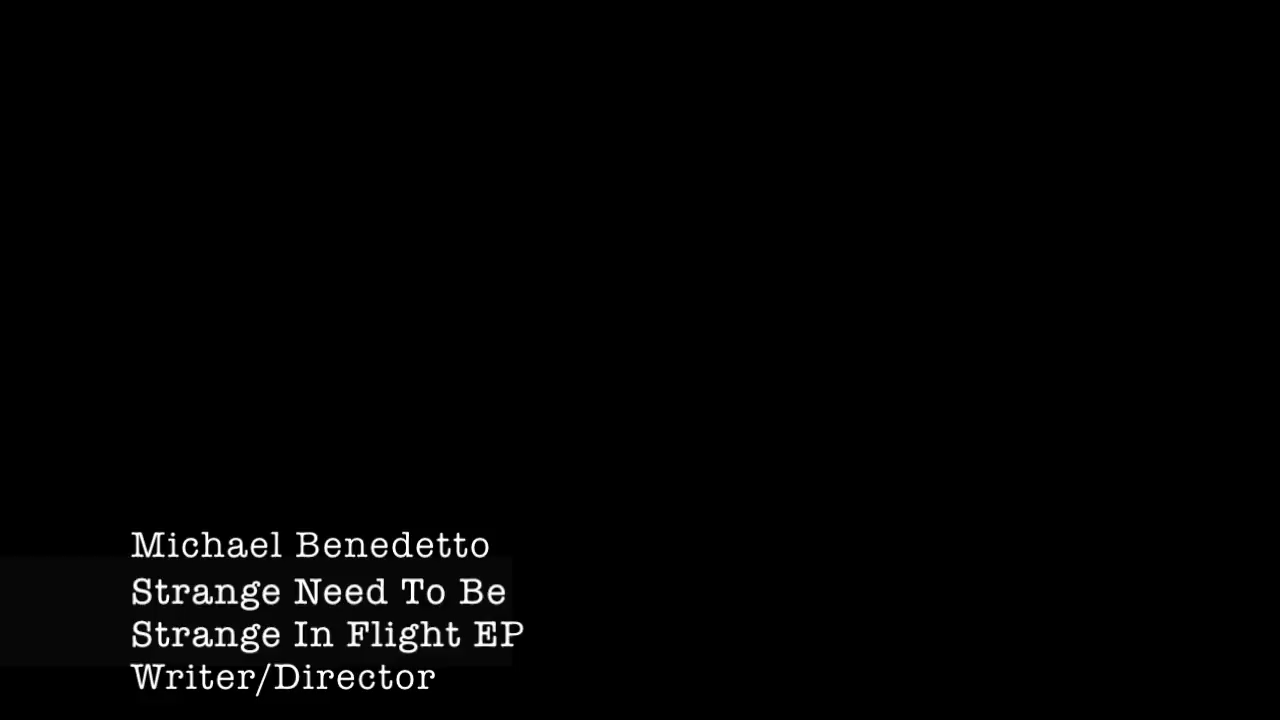 Michael Benedetto
Strange Need To Be
Strange In Flight EP
Writer/Director